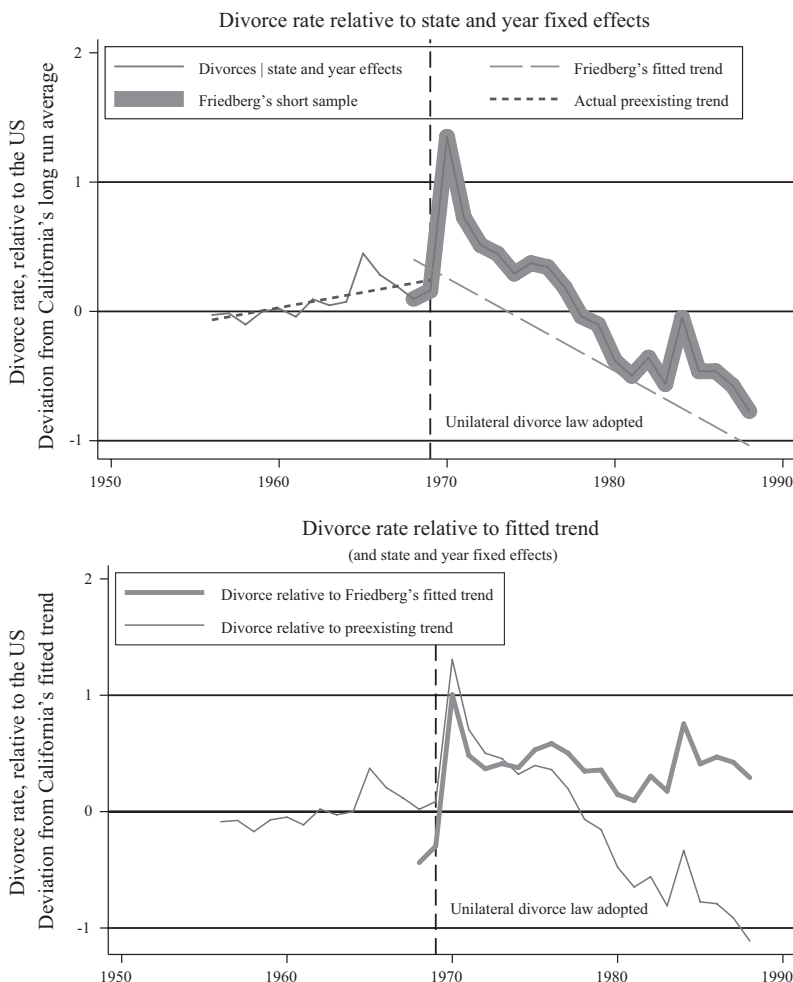 Divorce rate relative to state and year fixed effects
Divorce rate, relative to the US
Deviation from California's long run average
2
1
0
-1
Divorces | state and year effects
Friedberg's fitted trend
Friedberg's short sample
Actual preexisting trend
Unilateral divorce law adopted
1950 1960 1970 1980 1990
Divorce rate relative to fitted trend
(and state and year fixed effects)
Divorce rate, relative to the US
Deviation from California's fitted trend
2
1
0
-1
Divorce relative to Friedberg's fitted trend
Divorce relative to preexisting trend
Unilateral divorce law adopted
1950 1960 1970 1980 1990